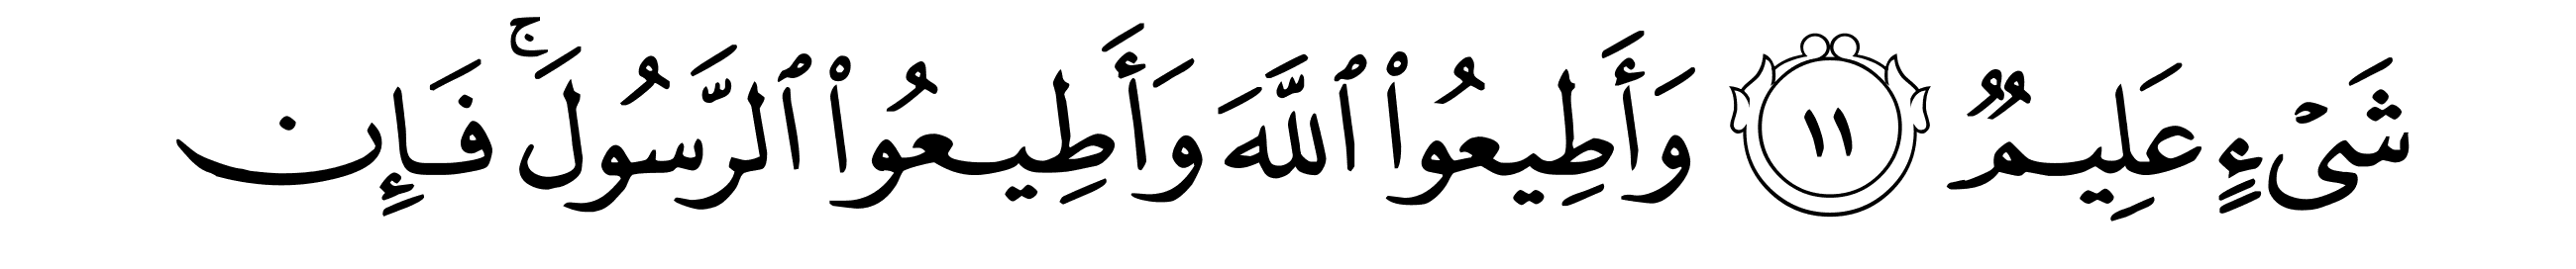 شَىْءٍ عَلِيمٌ ١١ وَأَطِيعُوا۟ ٱللَّهَ وَأَطِيعُوا۟ ٱلرَّسُولَ ۚ فَإِن